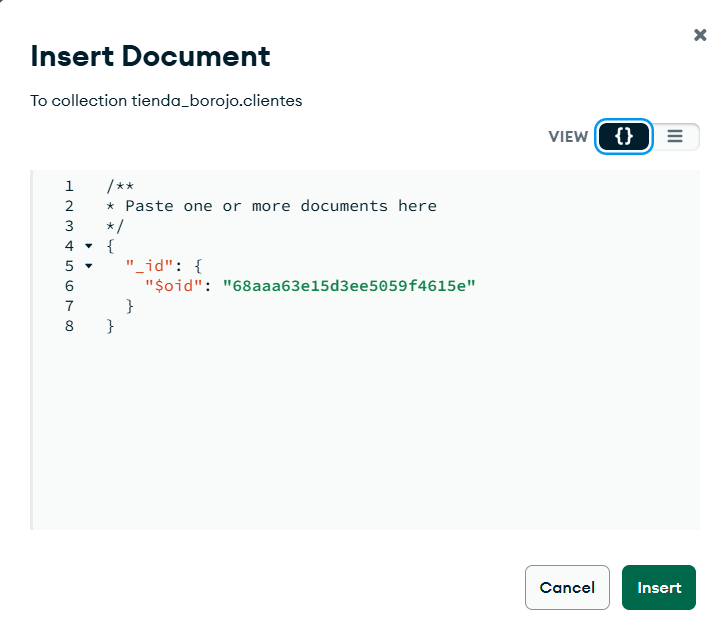 Insert Document
To collection tienda_borojo.clientes
VIEW {}
1 /**
2 * Paste one or more documents here
3 */
4 {
5 "_id": {
6 "$oid": "68aaa63e15d3ee5059f4615e"
7 }
8 }
Cancel Insert